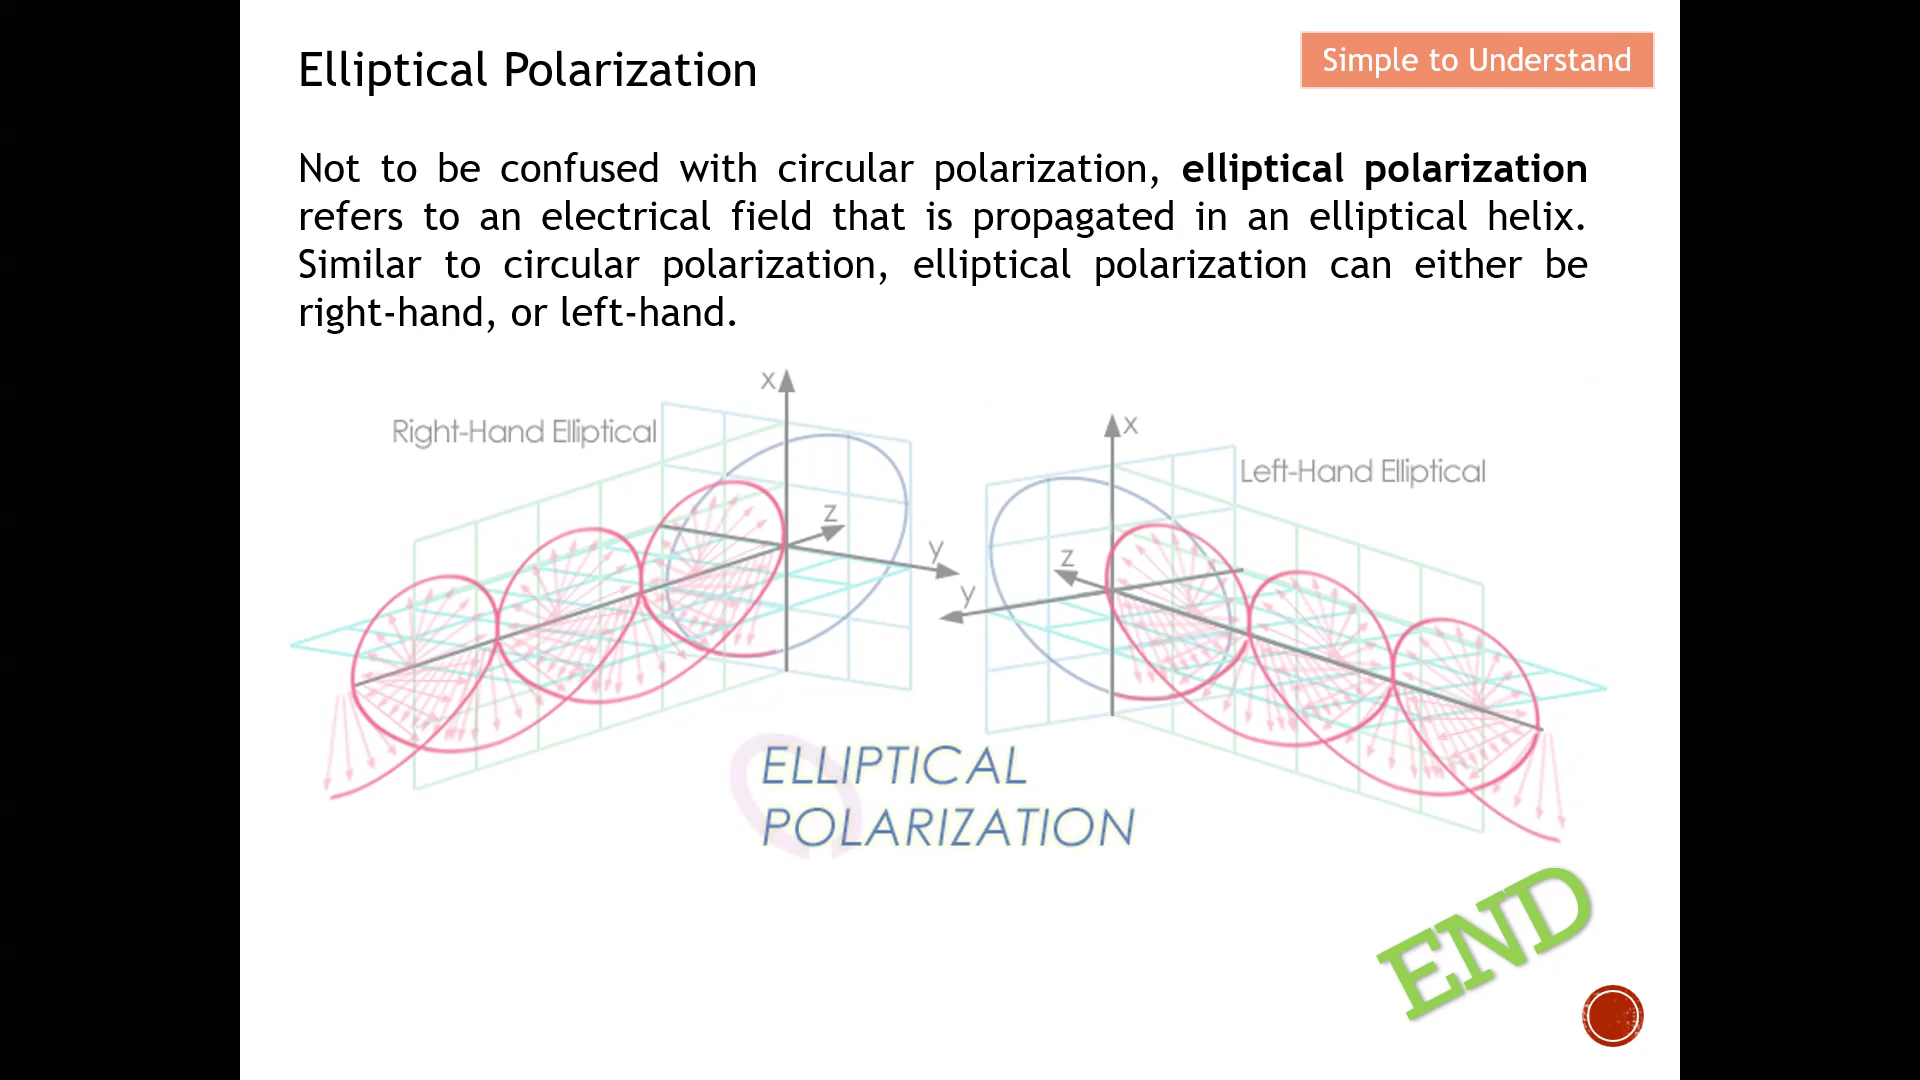 Elliptical Polarization
Simple to Understand
Not to be confused with circular polarization, elliptical polarization
refers to an electrical field that is propagated in an elliptical helix.
Similar to circular polarization, elliptical polarization can either be
right-hand, or left-hand.
x
Right-Hand Elliptical
z
y
x
Left-Hand Elliptical
z
y
ELLIPTICAL
POLARIZATION
END